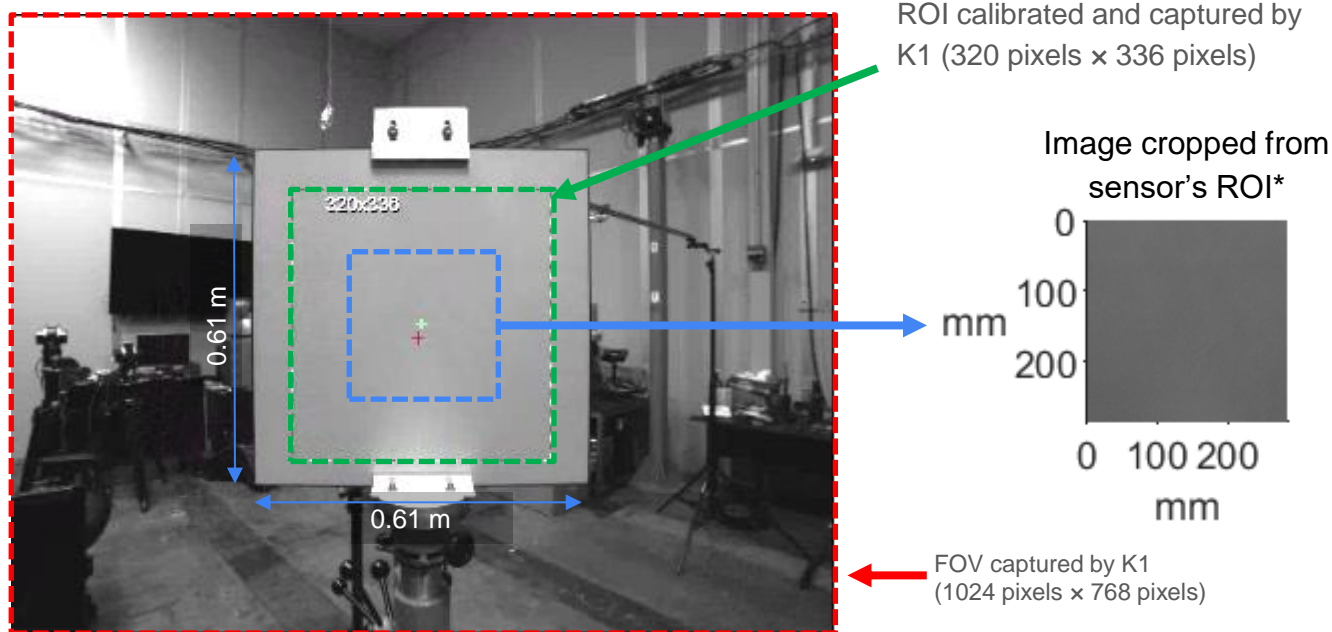 ROI calibrated and captured by
K1 (320 pixels × 336 pixels)
320x336
0.61 m
0.61 m
Image cropped from
sensor's ROI*
0
100
200
mm
0 100 200
mm
FOV captured by K1
(1024 pixels × 768 pixels)